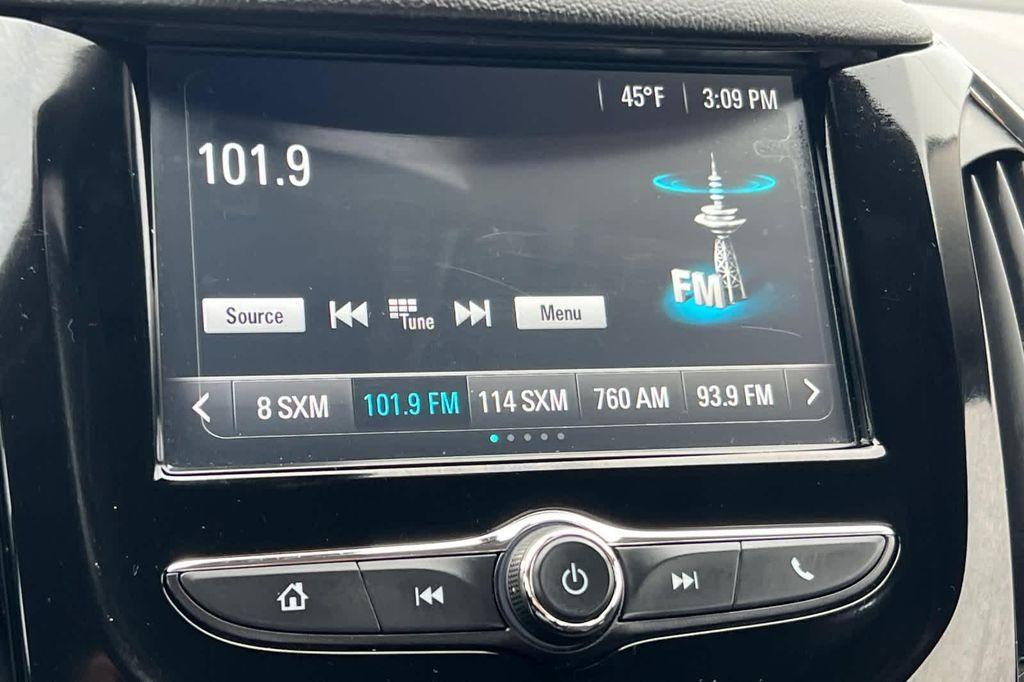 45°F 3:09 PM
101.9
FM
Source Tune Menu
8 SXM 101.9 FM 114 SXM 760 AM 93.9 FM